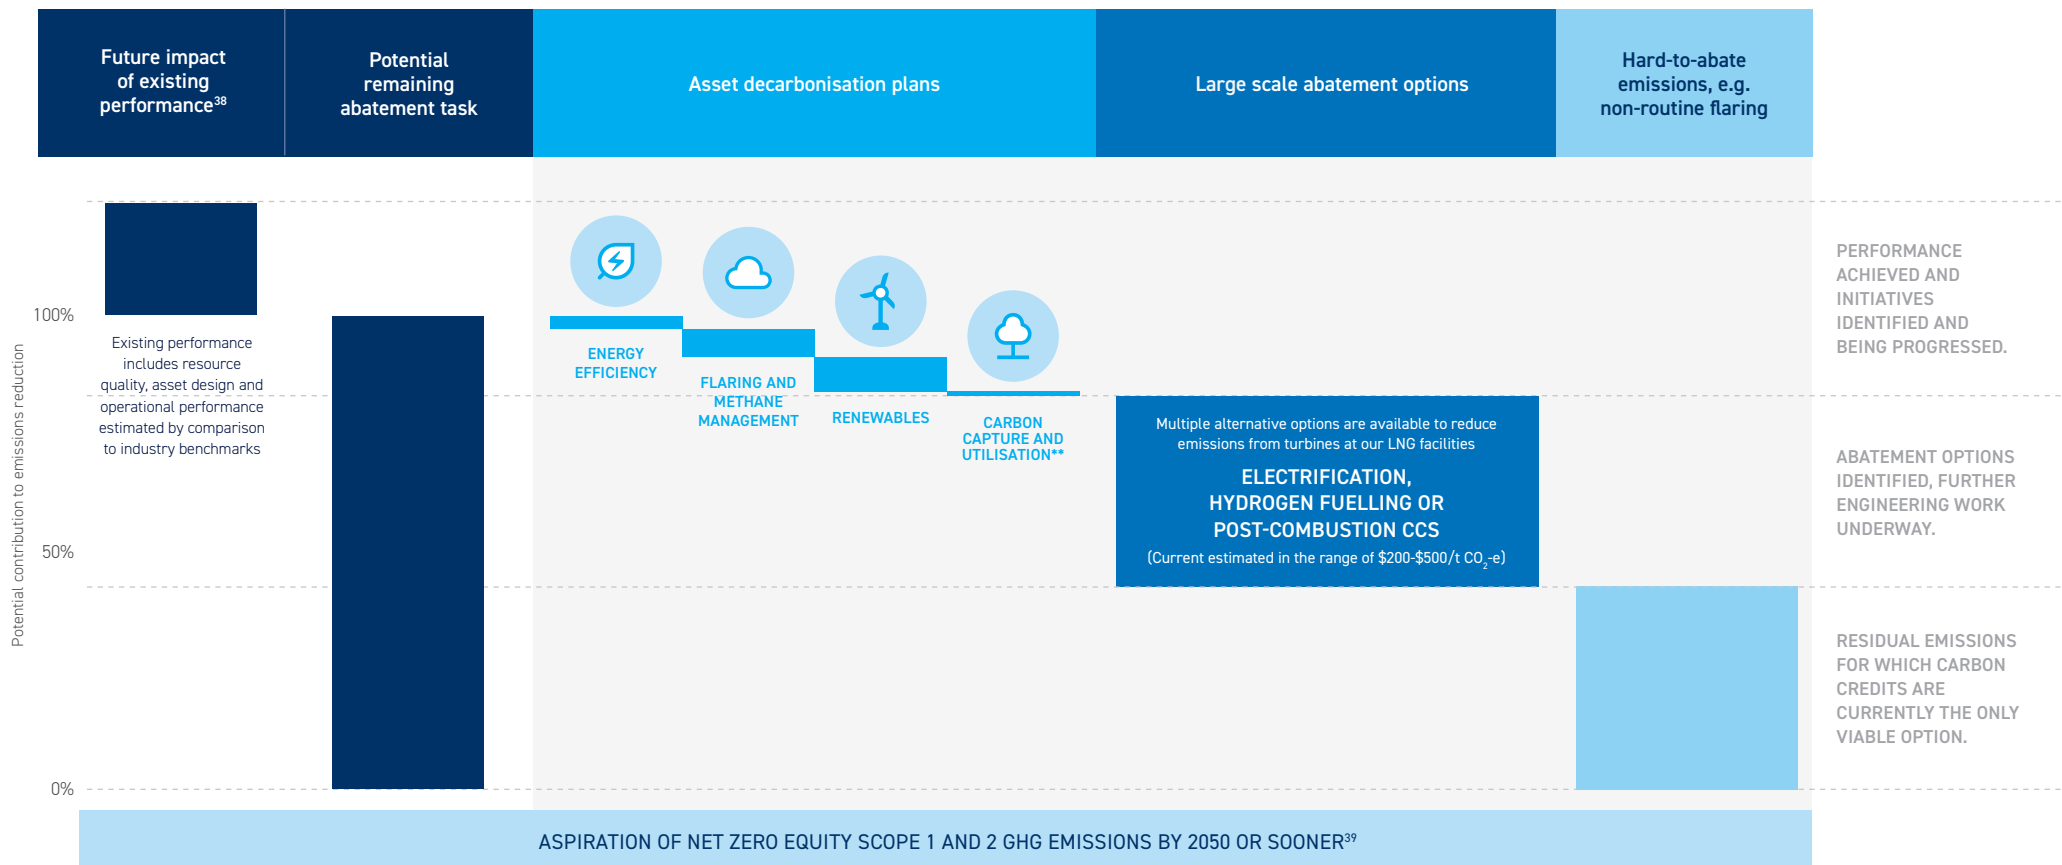 Future impact
of existing
performance³⁸
Potential
remaining
abatement task
Asset decarbonisation plans
Large scale abatement options
Hard-to-abate
emissions, e.g.
non-routine flaring
Potential contribution to emissions reduction
100%
50%
0%
Existing performance
includes resource
quality, asset design and
operational performance
estimated by comparison
to industry benchmarks
ENERGY
EFFICIENCY
FLARING AND
METHANE
MANAGEMENT
RENEWABLES
CARBON
CAPTURE AND
UTILISATION**
Multiple alternative options are available to reduce
emissions from turbines at our LNG facilities
ELECTRIFICATION,
HYDROGEN FUELLING OR
POST-COMBUSTION CCS
(Current estimated in the range of $200-$500/t CO₂-e)
PERFORMANCE
ACHIEVED AND
INITIATIVES
IDENTIFIED AND
BEING PROGRESSED.
ABATEMENT OPTIONS
IDENTIFIED, FURTHER
ENGINEERING WORK
UNDERWAY.
RESIDUAL EMISSIONS
FOR WHICH CARBON
CREDITS ARE
CURRENTLY THE ONLY
VIABLE OPTION.
ASPIRATION OF NET ZERO EQUITY SCOPE 1 AND 2 GHG EMISSIONS BY 2050 OR SOONER³⁹